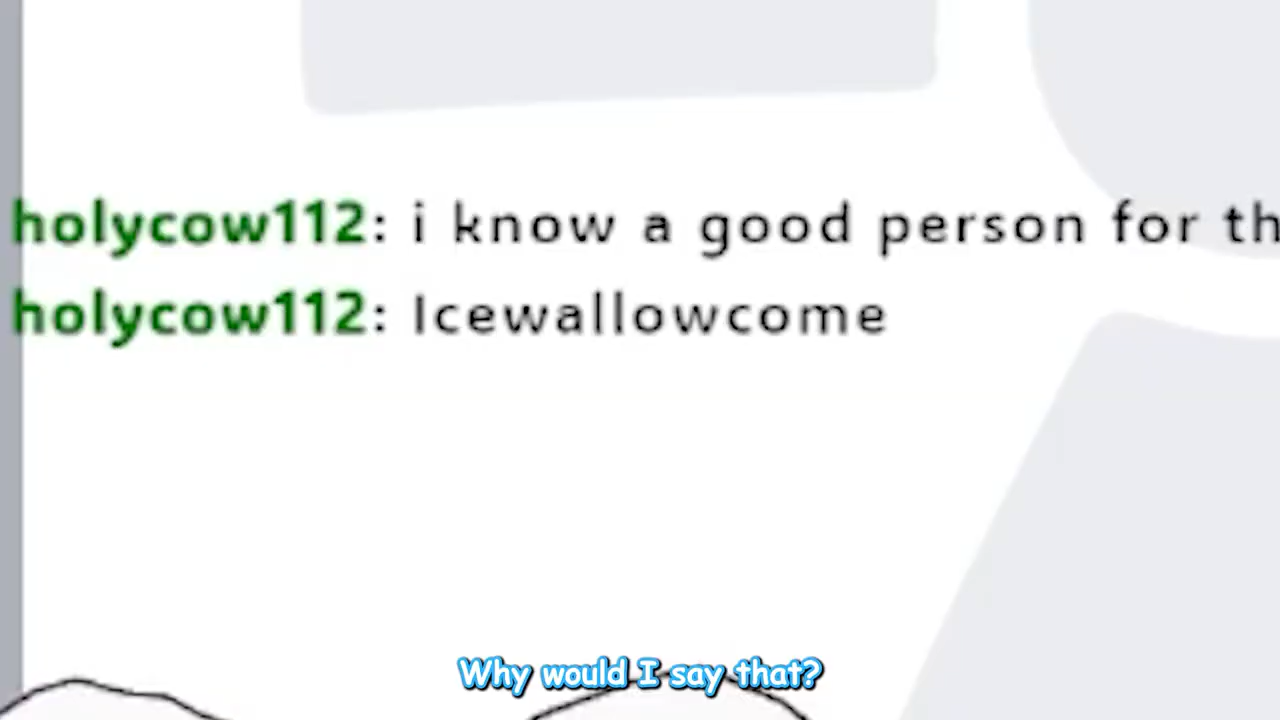 holycow112: i know a good person for th
holycow112: Icewallowcome
Why would I say that?